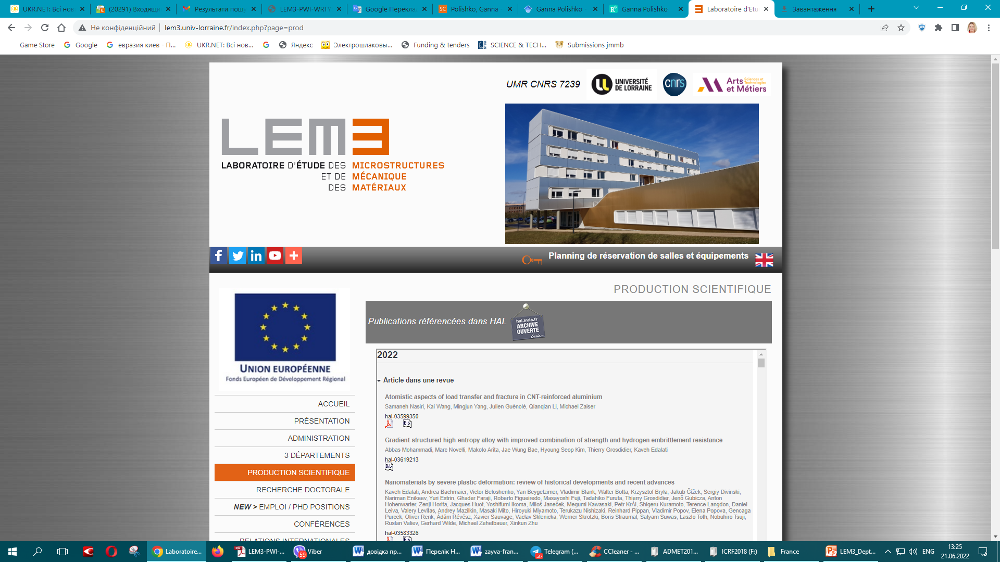 UKR.NET: Всі нов
(20291) Входящи
Результати пошу
LEM3-PWI-WRTY
Google Перекла
Polishko, Ganna
Ganna Polishko -
Ganna Polishko
Laboratoire d'Etu
Завантаження
Не конфіденційний
lem3.univ-lorraine.fr/index.php?page=prod
Game Store
Google
евразия киев - П...
UKR.NET: Всі нов...
Яндекс
Электрошлаковы...
Funding & tenders
SCIENCE & TECH...
Submissions jmmb
UMR CNRS 7239
UNIVERSITÉ
DE LORRAINE
cnrs
Arts Sciences et Technologies
et Métiers
LEM3
LABORATOIRE D'ÉTUDE DES MICROSTRUCTURES
ET DE MÉCANIQUE
DES MATÉRIAUX
Planning de réservation de salles et équipements
PRODUCTION SCIENTIFIQUE
Publications référencées dans HAL
hal.inria.fr
ARCHIVE
OUVERTE
Inria
UNION EUROPÉENNE
Fonds Européen de Développement Régional
ACCUEIL
PRÉSENTATION
ADMINISTRATION
3 DÉPARTEMENTS
PRODUCTION SCIENTIFIQUE
RECHERCHE DOCTORALE
NEW > EMPLOI / PHD POSITIONS
CONFÉRENCES
RELATIONS INTERNATIONALES
2022
Article dans une revue
Atomistic aspects of load transfer and fracture in CNT-reinforced aluminium
Samaneh Nasiri, Kai Wang, Mingjun Yang, Julien Guénolé, Qianqian Li, Michael Zaiser
hal-03599350
Bib
Gradient-structured high-entropy alloy with improved combination of strength and hydrogen embrittlement resistance
Abbas Mohammadi, Marc Novelli, Makoto Arita, Jae Wung Bae, Hyoung Seop Kim, Thierry Grosdidier, Kaveh Edalati
hal-03619213
Bib
Nanomaterials by severe plastic deformation: review of historical developments and recent advances
Kaveh Edalati, Andrea Bachmaier, Victor Beloshenko, Yan Beygelzimer, Vladimir Blank, Walter Botta, Krzysztof Bryła, Jakub Čížek, Sergiy Divinski,
Nariman Enikeev, Yuri Estrin, Ghader Faraji, Roberto Figueiredo, Masayoshi Fuji, Tadahiko Furuta, Thierry Grosdidier, Jenő Gubicza, Anton
Hohenwarter, Zenji Horita, Jacques Huot, Yoshifumi Ikoma, Miloš Janeček, Megumi Kawasaki, Petr KrÁl, Shigeru Kuramoto, Terence Langdon, Daniel
Leiva, Valery Levitas, Andrey Mazilkin, Masaki Mito, Hiroyuki Miyamoto, Terukazu Nishizaki, Reinhard Pippan, Vladimir Popov, Elena Popova, Gencaga
Purcek, Oliver Renk, Ádám Révész, Xavier Sauvage, Vaclav Sklenicka, Werner Skrotzki, Boris Straumal, Satyam Suwas, Laszlo Toth, Nobuhiro Tsuji,
Ruslan Valiev, Gerhard Wilde, Michael Zehetbauer, Xinkun Zhu
hal-03583326
Bib
Laboratoire...
LEM3-PWI-...
59
Viber
довідка пр...
Перелік Н...
zayva-fran...
37
Telegram (...
CCleaner - ...
ADMET201...
ICRF2018 (F:)
France
LEM3_Dept...
ENG
13:25
21.06.2022